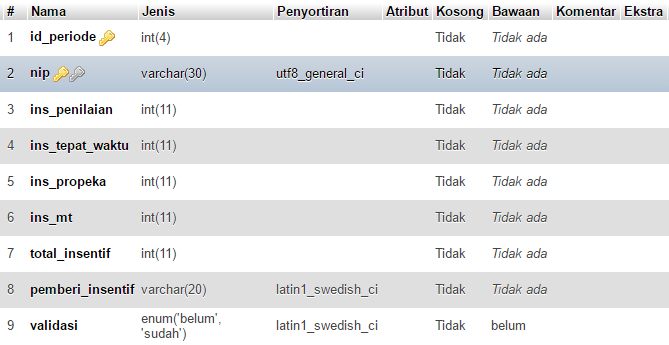 # Nama Jenis Penyortiran Atribut Kosong Bawaan Komentar Ekstra
1 id_periode int(4) Tidak Tidak ada
2 nip varchar(30) utf8_general_ci Tidak Tidak ada
3 ins_penilaian int(11) Tidak Tidak ada
4 ins_tepat_waktu int(11) Tidak Tidak ada
5 ins_propeka int(11) Tidak Tidak ada
6 ins_mt int(11) Tidak Tidak ada
7 total_insentif int(11) Tidak Tidak ada
8 pemberi_insentif varchar(20) latin1_swedish_ci Tidak Tidak ada
9 validasi enum('belum', 'sudah') latin1_swedish_ci Tidak belum